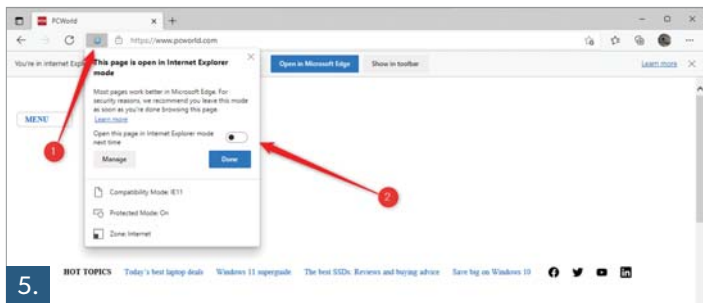 PCWorld
https://www.pcworld.com
You're in Internet Exp
Open in Microsoft Edge
Show in toolbar
Learn more
This page is open in Internet Explorer
mode
Most pages work better in Microsoft Edge. For
security reasons, we recommend you leave this mode
as soon as you're done browsing this page.
Learn more
Open this page in Internet Explorer mode
next time
Manage
Done
Compatibility Mode: IE11
Protected Mode: On
Zone: Internet
MENU
1
2
HOT TOPICS Today's best laptop deals Windows 11 superguide The best SSDs: Reviews and buying advice Save big on Windows 10
5.